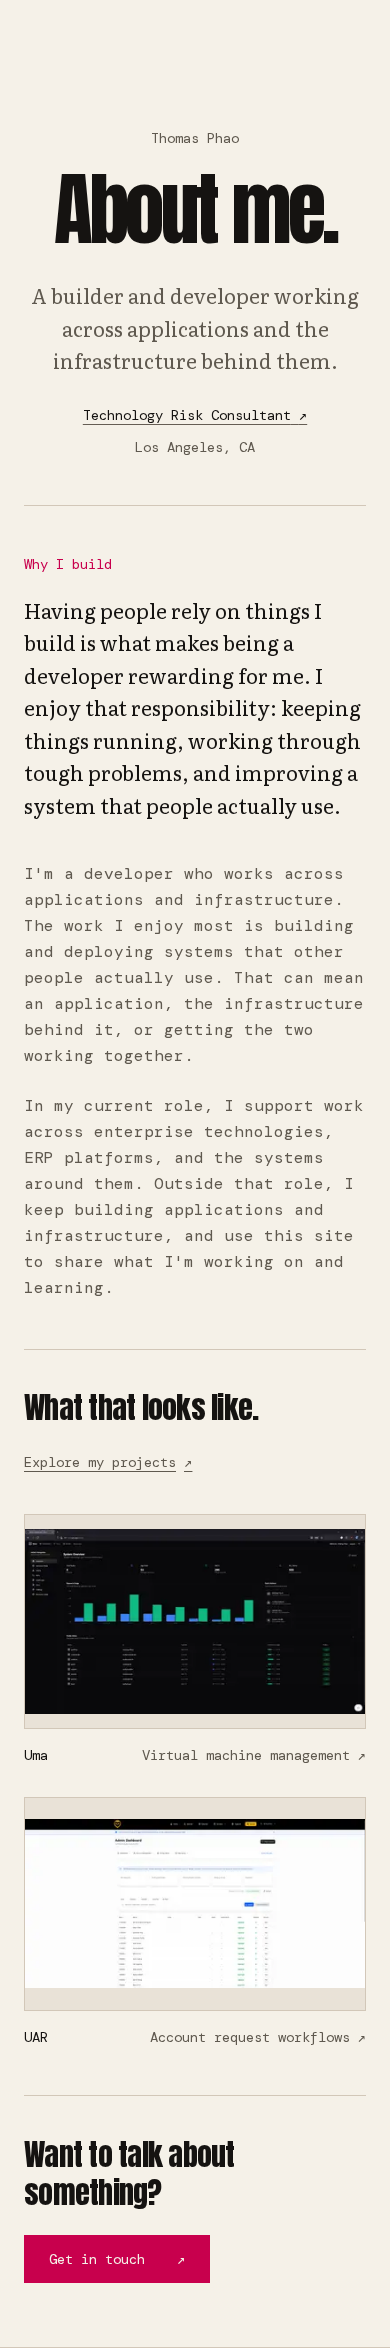 Thomas Phao
About me.
A builder and developer working
across applications and the
infrastructure behind them.
Technology Risk Consultant ↗
Los Angeles, CA
Why I build
Having people rely on things I
build is what makes being a
developer rewarding for me. I
enjoy that responsibility: keeping
things running, working through
tough problems, and improving a
system that people actually use.
I'm a developer who works across
applications and infrastructure.
The work I enjoy most is building
and deploying systems that other
people actually use. That can mean
an application, the infrastructure
behind it, or getting the two
working together.
In my current role, I support work
across enterprise technologies,
ERP platforms, and the systems
around them. Outside that role, I
keep building applications and
infrastructure, and use this site
to share what I'm working on and
learning.
What that looks like.
Explore my projects ↗
System Overview
Uma Virtual machine management ↗
Admin Dashboard
UAR Account request workflows ↗
Want to talk about
something?
Get in touch ↗